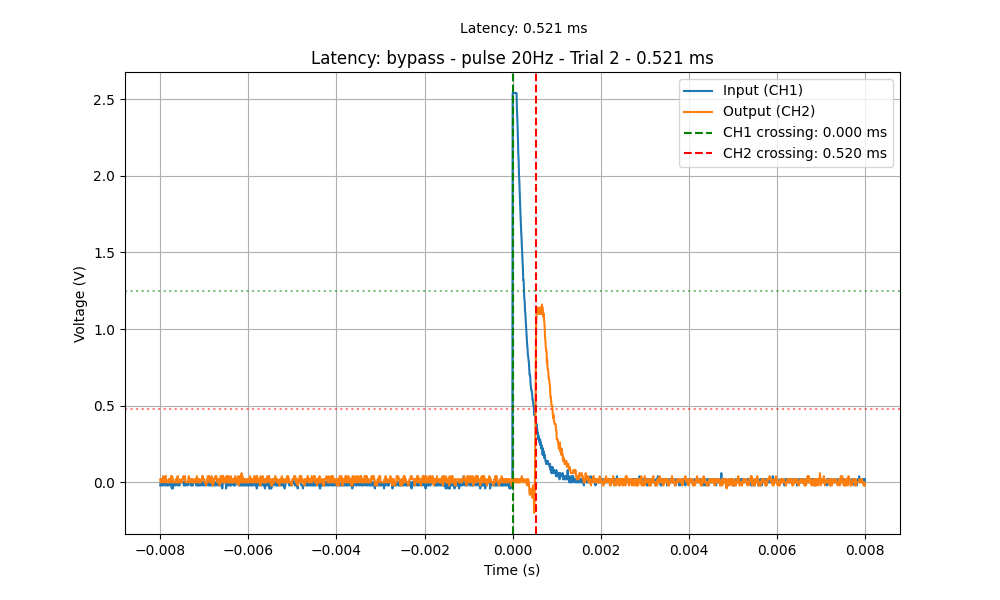 Latency: 0.521 ms
Latency: bypass - pulse 20Hz - Trial 2 - 0.521 ms
Input (CH1)
Output (CH2)
CH1 crossing: 0.000 ms
CH2 crossing: 0.520 ms
Voltage (V)
2.5
2.0
1.5
1.0
0.5
0.0
−0.008 −0.006 −0.004 −0.002 0.000 0.002 0.004 0.006 0.008
Time (s)